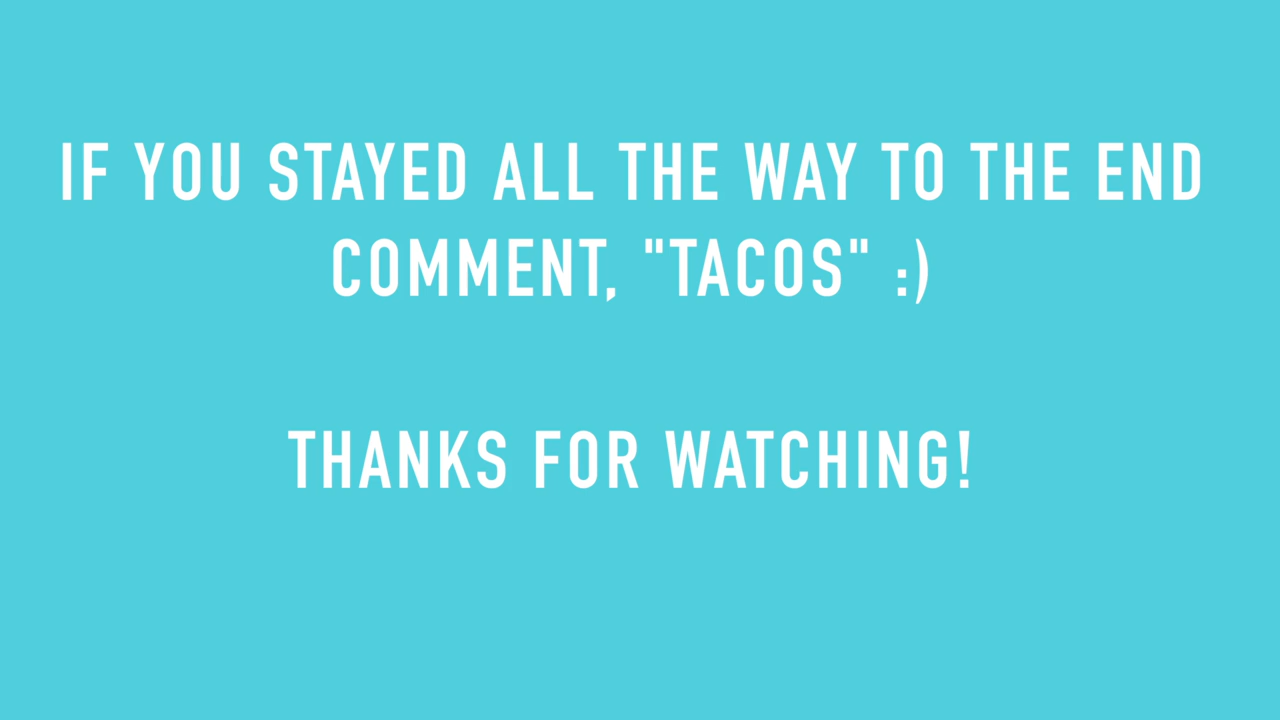 IF YOU STAYED ALL THE WAY TO THE END
COMMENT, "TACOS" :)
THANKS FOR WATCHING!